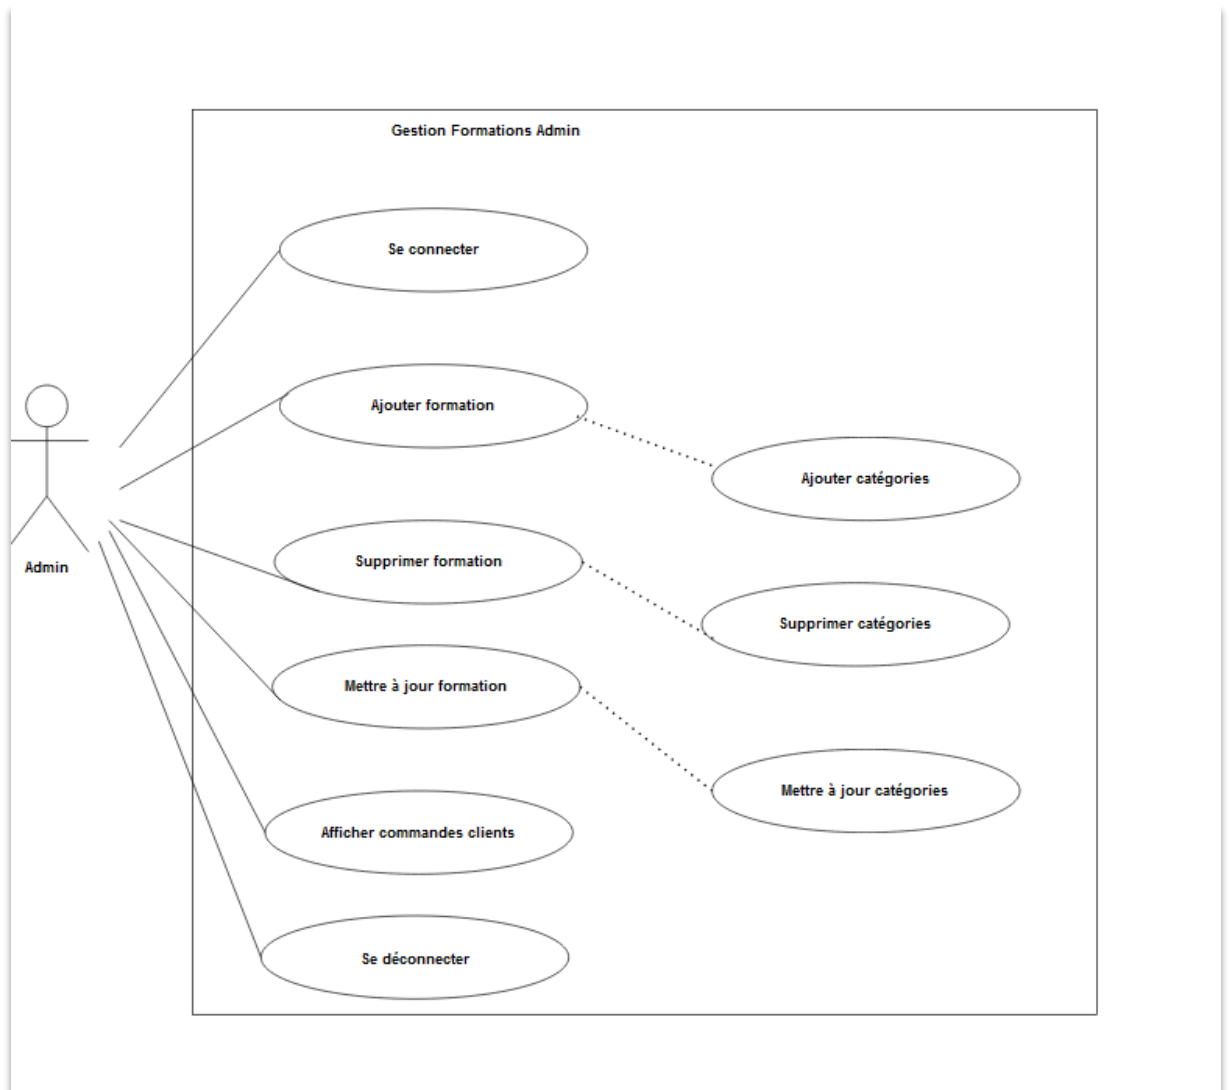 Gestion Formations Admin
Se connecter
Ajouter formation
Ajouter catégories
Supprimer formation
Admin
Supprimer catégories
Mettre à jour formation
Mettre à jour catégories
Afficher commandes clients
Se déconnecter